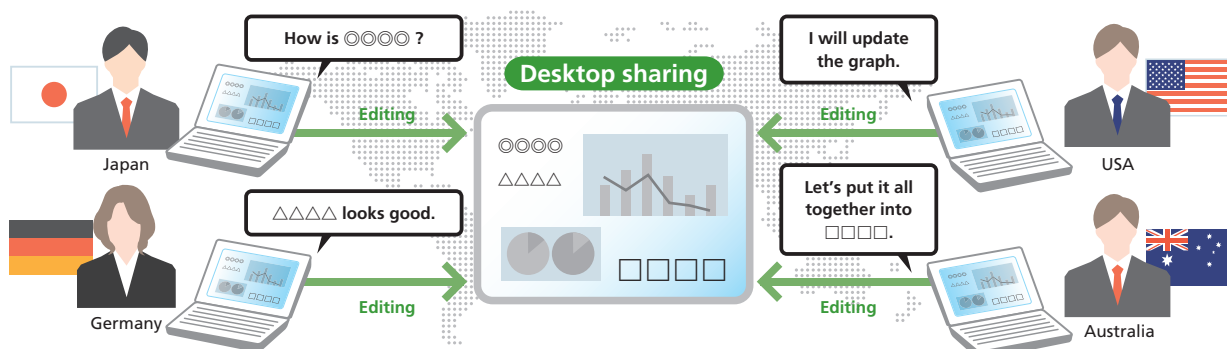 How is ◎◎◎◎ ?
I will update
the graph.
Desktop sharing
Editing
Editing
◎◎◎◎
△△△△
Japan
USA
△△△△ looks good.
Let's put it all
together into
□□□□.
□□□□
Editing
Editing
Germany
Australia